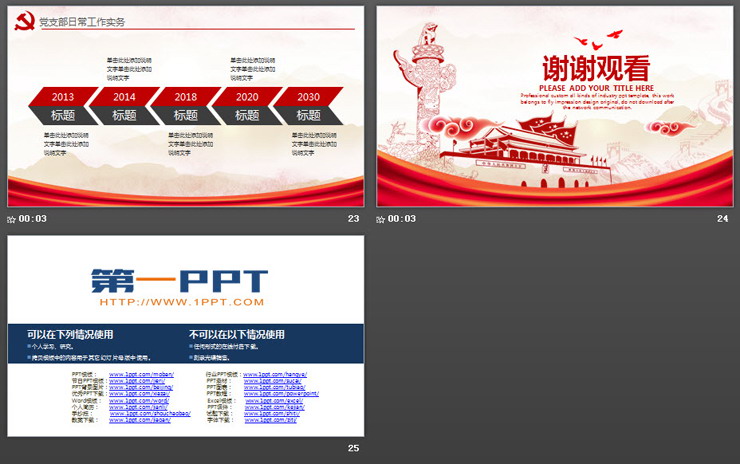 党支部日常工作实务
单击此处添加说明
文字单击此处添加
说明文字
单击此处添加说明
文字单击此处添加
说明文字
2013 2014 2018 2020 2030
标题 标题 标题 标题 标题
单击此处添加说明
文字单击此处添加
说明文字
单击此处添加说明
文字单击此处添加
说明文字
单击此处添加说明
文字单击此处添加
说明文字
00:03 23
谢谢观看
PLEASE ADD YOUR TITLE HERE
Professional custom all kinds of industry ppt template, this work
belongs to fly impression design original, do not download after
the network communication.
00:03 24
第一PPT
HTTP://WWW.1PPT.COM
可以在下列情况使用
个人学习、研究。
拷贝模板中的内容用于其它幻灯片母版中使用。
不可以在以下情况使用
任何形式的在线付费下载。
刻录光碟销售。
PPT模板： www.1ppt.com/moban/
行业PPT模板： www.1ppt.com/hangye/
节日PPT模板： www.1ppt.com/jieri/
PPT素材： www.1ppt.com/sucai/
PPT背景图片： www.1ppt.com/beijing/
PPT图表： www.1ppt.com/tubiao/
优秀PPT下载： www.1ppt.com/xiazai/
PPT教程： www.1ppt.com/powerpoint/
Word模板： www.1ppt.com/word/
Excel模板： www.1ppt.com/excel/
个人简历： www.1ppt.com/jianli/
PPT课件： www.1ppt.com/kejian/
手抄报： www.1ppt.com/shouchaobao/
试题下载： www.1ppt.com/shiti/
教案下载： www.1ppt.com/jiaoan/
字体下载： www.1ppt.com/ziti/
25